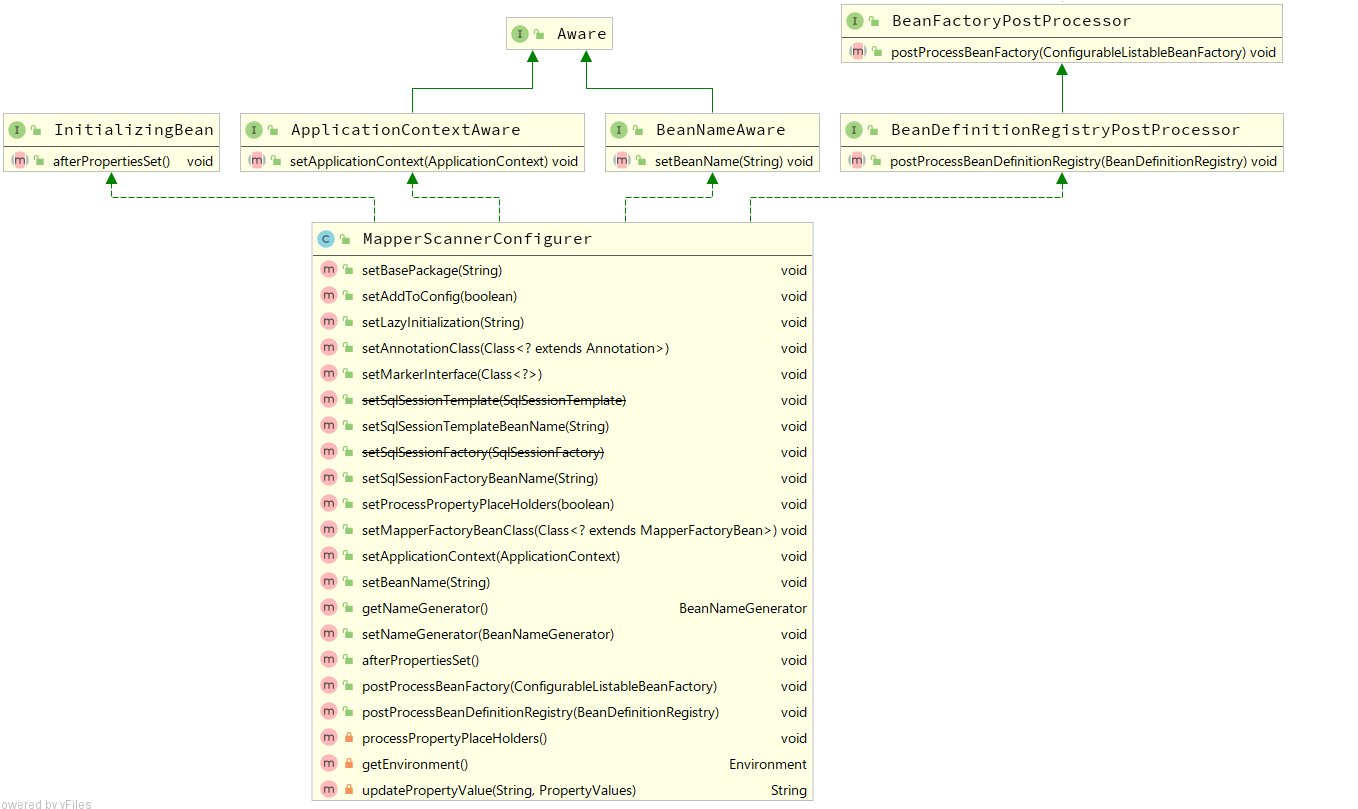 Aware
BeanFactoryPostProcessor
postProcessBeanFactory(ConfigurableListableBeanFactory) void
InitializingBean
afterPropertiesSet() void
ApplicationContextAware
setApplicationContext(ApplicationContext) void
BeanNameAware
setBeanName(String) void
BeanDefinitionRegistryPostProcessor
postProcessBeanDefinitionRegistry(BeanDefinitionRegistry) void
MapperScannerConfigurer
setBasePackage(String) void
setAddToConfig(boolean) void
setLazyInitialization(String) void
setAnnotationClass(Class<? extends Annotation>) void
setMarkerInterface(Class<?>) void
setSqlSessionTemplate(SqlSessionTemplate) void
setSqlSessionTemplateBeanName(String) void
setSqlSessionFactory(SqlSessionFactory) void
setSqlSessionFactoryBeanName(String) void
setProcessPropertyPlaceHolders(boolean) void
setMapperFactoryBeanClass(Class<? extends MapperFactoryBean>) void
setApplicationContext(ApplicationContext) void
setBeanName(String) void
getNameGenerator() BeanNameGenerator
setNameGenerator(BeanNameGenerator) void
afterPropertiesSet() void
postProcessBeanFactory(ConfigurableListableBeanFactory) void
postProcessBeanDefinitionRegistry(BeanDefinitionRegistry) void
processPropertyPlaceHolders() void
getEnvironment() Environment
updatePropertyValue(String, PropertyValues) String
owered by yFiles